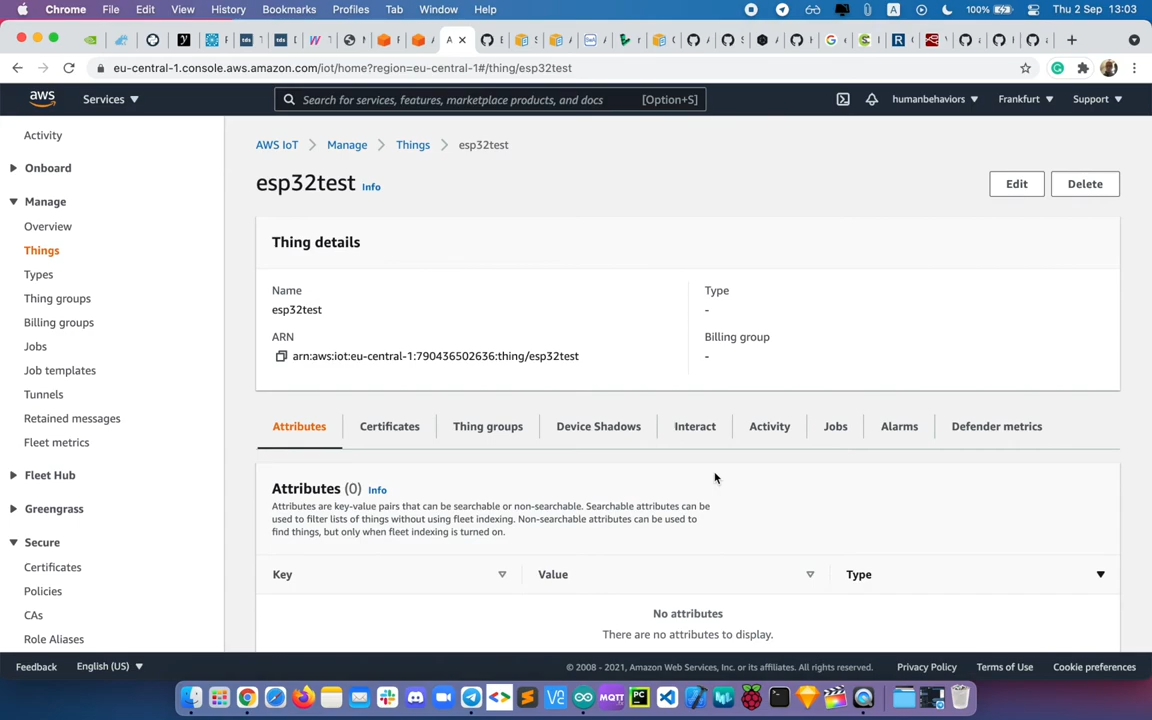 Chrome File Edit View History Bookmarks Profiles Tab Window Help A 100% Thu 2 Sep 13:03
eu-central-1.console.aws.amazon.com/iot/home?region=eu-central-1#/thing/esp32test
aws Services Search for services, features, marketplace products, and docs [Option+S] humanbehaviors Frankfurt Support
Activity
Onboard
Manage
Overview
Things
Types
Thing groups
Billing groups
Jobs
Job templates
Tunnels
Retained messages
Fleet metrics
Fleet Hub
Greengrass
Secure
Certificates
Policies
CAs
Role Aliases
AWS IoT Manage Things esp32test
esp32test Info
Edit Delete
Thing details
Name
esp32test
ARN
arn:aws:iot:eu-central-1:790436502636:thing/esp32test
Type
-
Billing group
-
Attributes Certificates Thing groups Device Shadows Interact Activity Jobs Alarms Defender metrics
Attributes (0) Info
Attributes are key-value pairs that can be searchable or non-searchable. Searchable attributes can be
used to filter lists of things without using fleet indexing. Non-searchable attributes can be used to
find things, but only when fleet indexing is turned on.
Key Value Type
No attributes
There are no attributes to display.
Feedback English (US) © 2008 - 2021, Amazon Web Services, Inc. or its affiliates. All rights reserved. Privacy Policy Terms of Use Cookie preferences
MQTT